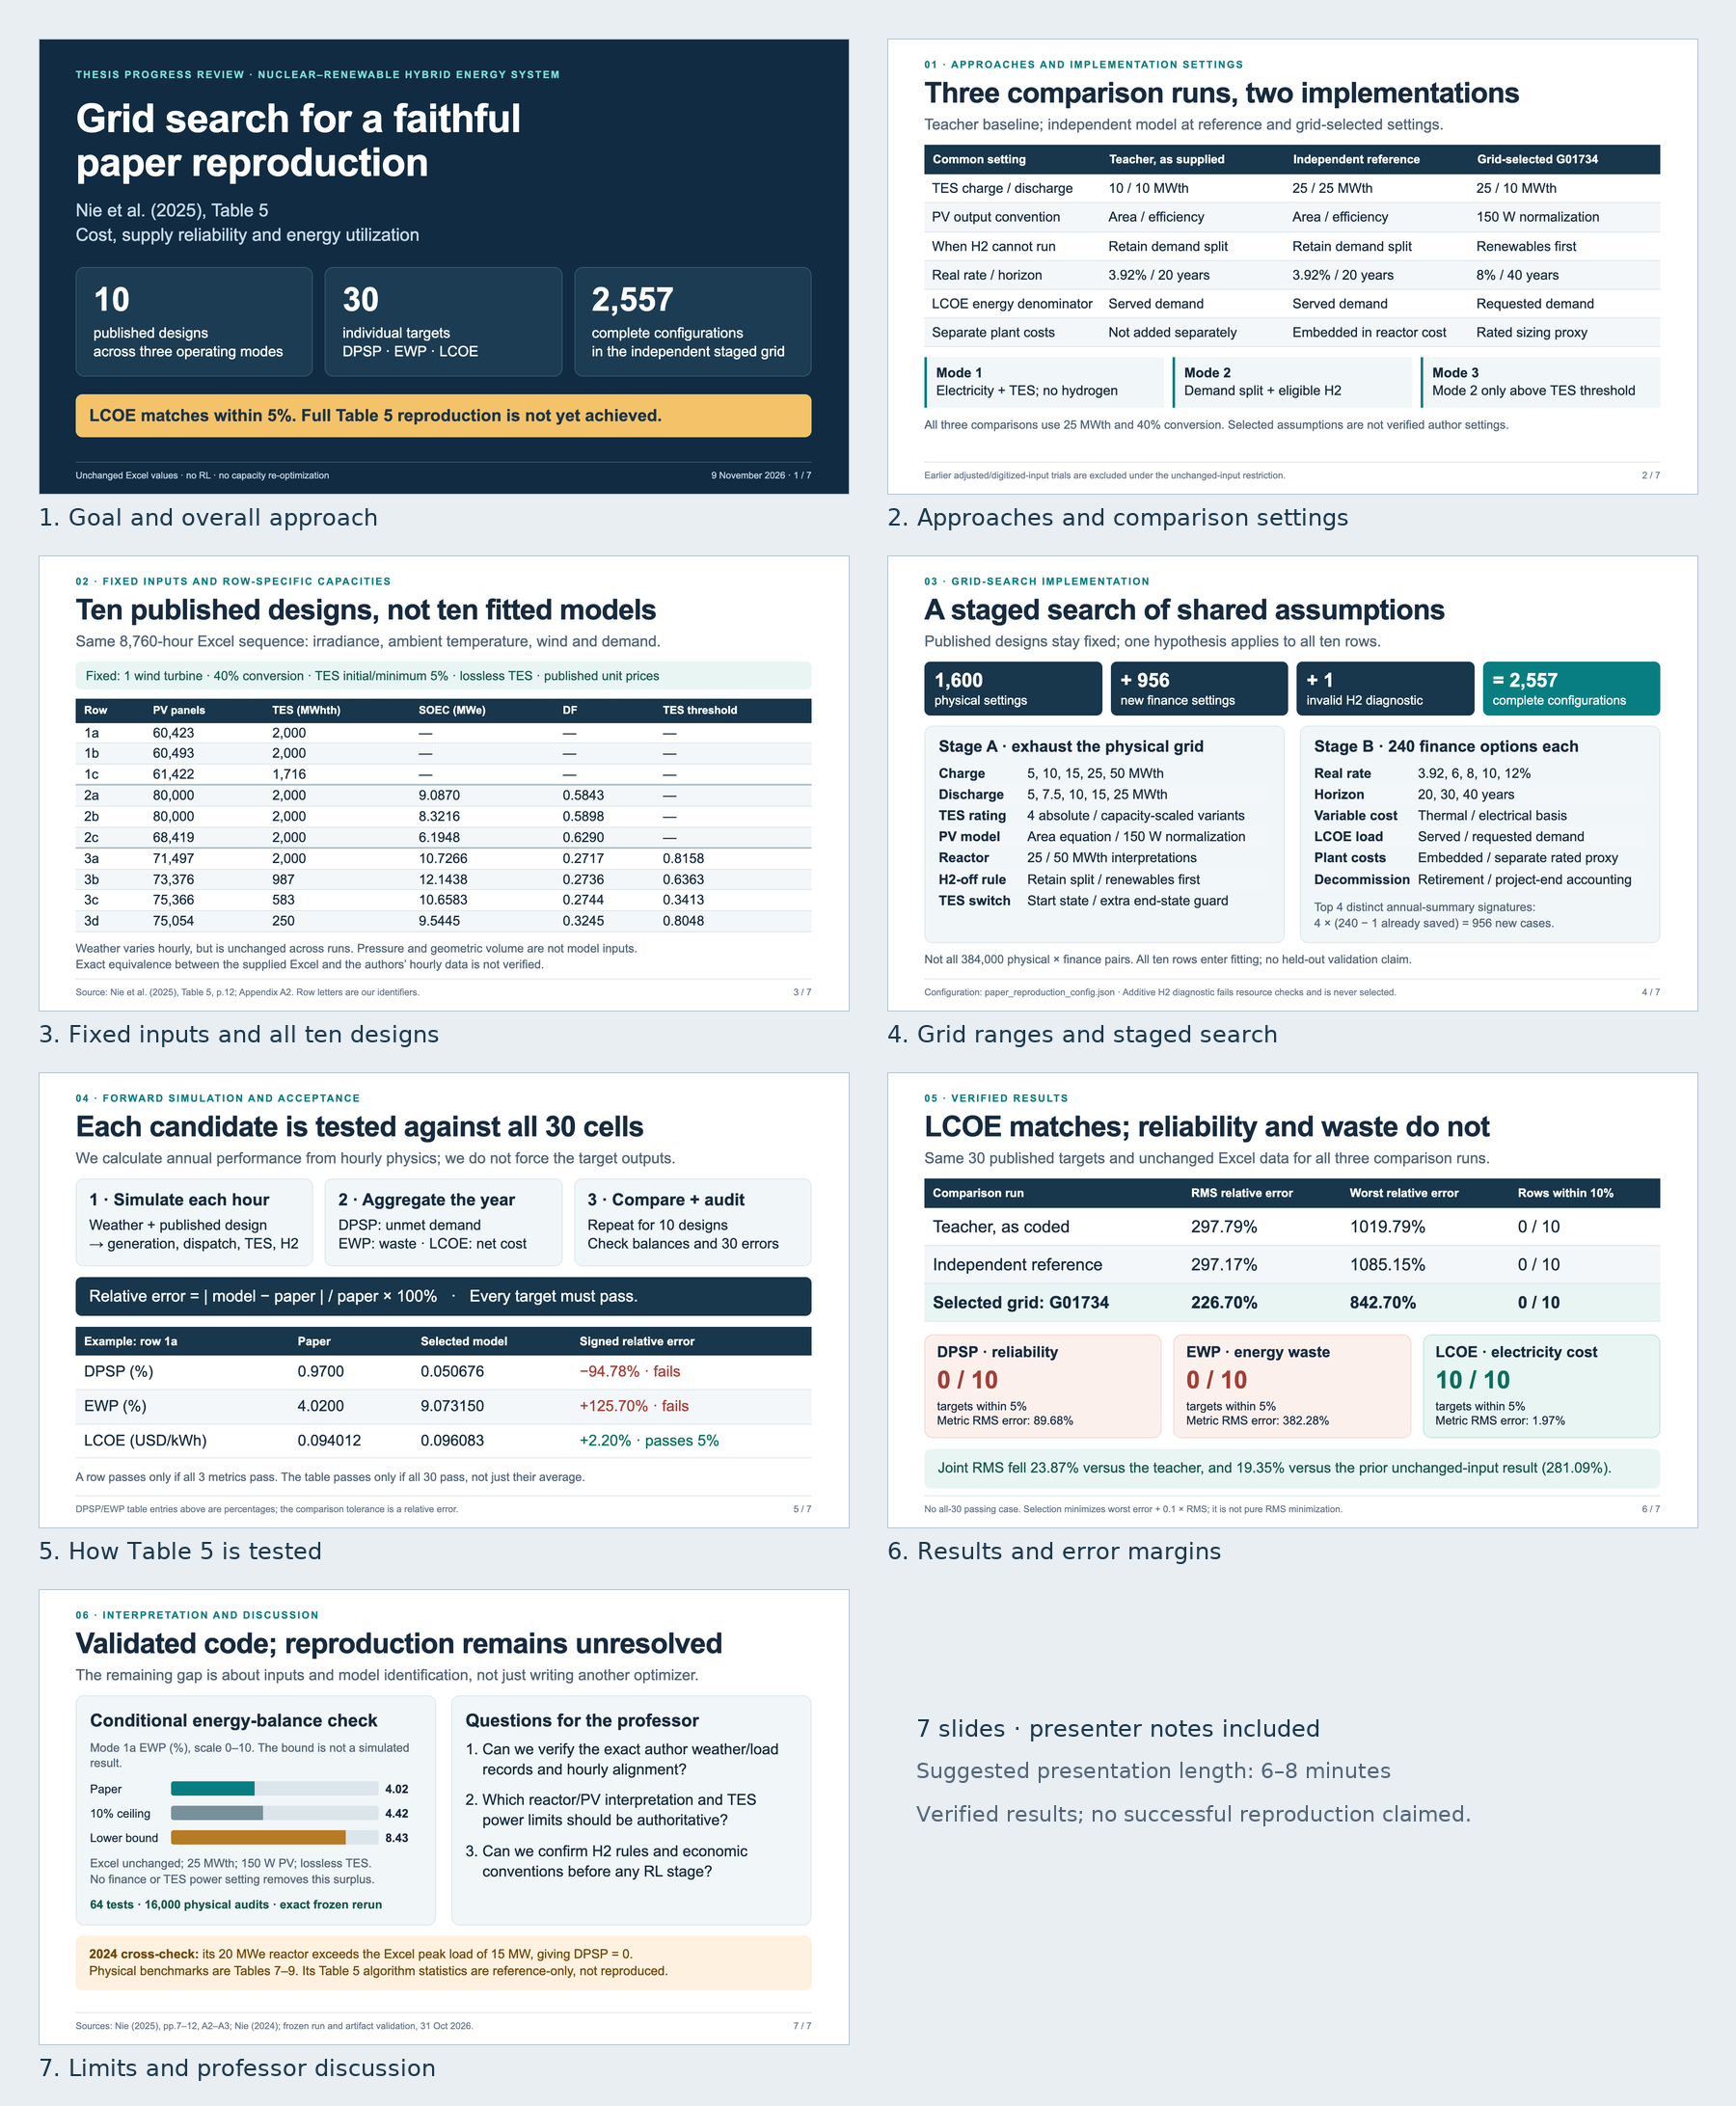 THESIS PROGRESS REVIEW · NUCLEAR–RENEWABLE HYBRID ENERGY SYSTEM
Grid search for a faithful
paper reproduction
Nie et al. (2025), Table 5
Cost, supply reliability and energy utilization
10
published designs
across three operating modes
30
individual targets
DPSP · EWP · LCOE
2,557
complete configurations
in the independent staged grid
LCOE matches within 5%. Full Table 5 reproduction is not yet achieved.
Unchanged Excel values · no RL · no capacity re-optimization
9 November 2026 · 1 / 7
1. Goal and overall approach
01 · APPROACHES AND IMPLEMENTATION SETTINGS
Three comparison runs, two implementations
Teacher baseline; independent model at reference and grid-selected settings.
Common setting Teacher, as supplied Independent reference Grid-selected G01734
TES charge / discharge 10 / 10 MWth 25 / 25 MWth 25 / 10 MWth
PV output convention Area / efficiency Area / efficiency 150 W normalization
When H2 cannot run Retain demand split Retain demand split Renewables first
Real rate / horizon 3.92% / 20 years 3.92% / 20 years 8% / 40 years
LCOE energy denominator Served demand Served demand Requested demand
Separate plant costs Not added separately Embedded in reactor cost Rated sizing proxy
Mode 1
Electricity + TES; no hydrogen
Mode 2
Demand split + eligible H2
Mode 3
Mode 2 only above TES threshold
All three comparisons use 25 MWth and 40% conversion. Selected assumptions are not verified author settings.
Earlier adjusted/digitized-input trials are excluded under the unchanged-input restriction.
2 / 7
2. Approaches and comparison settings
02 · FIXED INPUTS AND ROW-SPECIFIC CAPACITIES
Ten published designs, not ten fitted models
Same 8,760-hour Excel sequence: irradiance, ambient temperature, wind and demand.
Fixed: 1 wind turbine · 40% conversion · TES initial/minimum 5% · lossless TES · published unit prices
Row PV panels TES (MWhth) SOEC (MWe) DF TES threshold
1a 60,423 2,000 — — —
1b 60,493 2,000 — — —
1c 61,422 1,716 — — —
2a 80,000 2,000 9.0870 0.5843 —
2b 80,000 2,000 8.3216 0.5898 —
2c 68,419 2,000 6.1948 0.6290 —
3a 71,497 2,000 10.7266 0.2717 0.8158
3b 73,376 987 12.1438 0.2736 0.6363
3c 75,366 583 10.6583 0.2744 0.3413
3d 75,054 250 9.5445 0.3245 0.8048
Weather varies hourly, but is unchanged across runs. Pressure and geometric volume are not model inputs.
Exact equivalence between the supplied Excel and the authors' hourly data is not verified.
Source: Nie et al. (2025), Table 5, p.12; Appendix A2. Row letters are our identifiers.
3 / 7
3. Fixed inputs and all ten designs
03 · GRID-SEARCH IMPLEMENTATION
A staged search of shared assumptions
Published designs stay fixed; one hypothesis applies to all ten rows.
1,600
physical settings
+ 956
new finance settings
+ 1
invalid H2 diagnostic
= 2,557
complete configurations
Stage A · exhaust the physical grid
Charge 5, 10, 15, 25, 50 MWth
Discharge 5, 7.5, 10, 15, 25 MWth
TES rating 4 absolute / capacity-scaled variants
PV model Area equation / 150 W normalization
Reactor 25 / 50 MWth interpretations
H2-off rule Retain split / renewables first
TES switch Start state / extra end-state guard
Stage B · 240 finance options each
Real rate 3.92, 6, 8, 10, 12%
Horizon 20, 30, 40 years
Variable cost Thermal / electrical basis
LCOE load Served / requested demand
Plant costs Embedded / separate rated proxy
Decommission Retirement / project-end accounting
Top 4 distinct annual-summary signatures:
4 × (240 − 1 already saved) = 956 new cases.
Not all 384,000 physical × finance pairs. All ten rows enter fitting; no held-out validation claim.
Configuration: paper_reproduction_config.json · Additive H2 diagnostic fails resource checks and is never selected.
4 / 7
4. Grid ranges and staged search
04 · FORWARD SIMULATION AND ACCEPTANCE
Each candidate is tested against all 30 cells
We calculate annual performance from hourly physics; we do not force the target outputs.
1 · Simulate each hour
Weather + published design
→ generation, dispatch, TES, H2
2 · Aggregate the year
DPSP: unmet demand
EWP: waste · LCOE: net cost
3 · Compare + audit
Repeat for 10 designs
Check balances and 30 errors
Relative error = | model − paper | / paper × 100% · Every target must pass.
Example: row 1a Paper Selected model Signed relative error
DPSP (%) 0.9700 0.050676 −94.78% · fails
EWP (%) 4.0200 9.073150 +125.70% · fails
LCOE (USD/kWh) 0.094012 0.096083 +2.20% · passes 5%
A row passes only if all 3 metrics pass. The table passes only if all 30 pass, not just their average.
DPSP/EWP table entries above are percentages; the comparison tolerance is a relative error.
5 / 7
5. How Table 5 is tested
05 · VERIFIED RESULTS
LCOE matches; reliability and waste do not
Same 30 published targets and unchanged Excel data for all three comparison runs.
Comparison run RMS relative error Worst relative error Rows within 10%
Teacher, as coded 297.79% 1019.79% 0 / 10
Independent reference 297.17% 1085.15% 0 / 10
Selected grid: G01734 226.70% 842.70% 0 / 10
DPSP · reliability
0 / 10
targets within 5%
Metric RMS error: 89.68%
EWP · energy waste
0 / 10
targets within 5%
Metric RMS error: 382.28%
LCOE · electricity cost
10 / 10
targets within 5%
Metric RMS error: 1.97%
Joint RMS fell 23.87% versus the teacher, and 19.35% versus the prior unchanged-input result (281.09%).
No all-30 passing case. Selection minimizes worst error + 0.1 × RMS; it is not pure RMS minimization.
6 / 7
6. Results and error margins
06 · INTERPRETATION AND DISCUSSION
Validated code; reproduction remains unresolved
The remaining gap is about inputs and model identification, not just writing another optimizer.
Conditional energy-balance check
Mode 1a EWP (%), scale 0–10. The bound is not a simulated
result.
Paper 4.02
10% ceiling 4.42
Lower bound 8.43
Excel unchanged; 25 MWth; 150 W PV; lossless TES.
No finance or TES power setting removes this surplus.
64 tests · 16,000 physical audits · exact frozen rerun
Questions for the professor
1. Can we verify the exact author weather/load
records and hourly alignment?
2. Which reactor/PV interpretation and TES
power limits should be authoritative?
3. Can we confirm H2 rules and economic
conventions before any RL stage?
2024 cross-check: its 20 MWe reactor exceeds the Excel peak load of 15 MW, giving DPSP = 0.
Physical benchmarks are Tables 7–9. Its Table 5 algorithm statistics are reference-only, not reproduced.
Sources: Nie (2025), pp.7–12, A2–A3; Nie (2024); frozen run and artifact validation, 31 Oct 2026.
7 / 7
7. Limits and professor discussion
7 slides · presenter notes included
Suggested presentation length: 6–8 minutes
Verified results; no successful reproduction claimed.